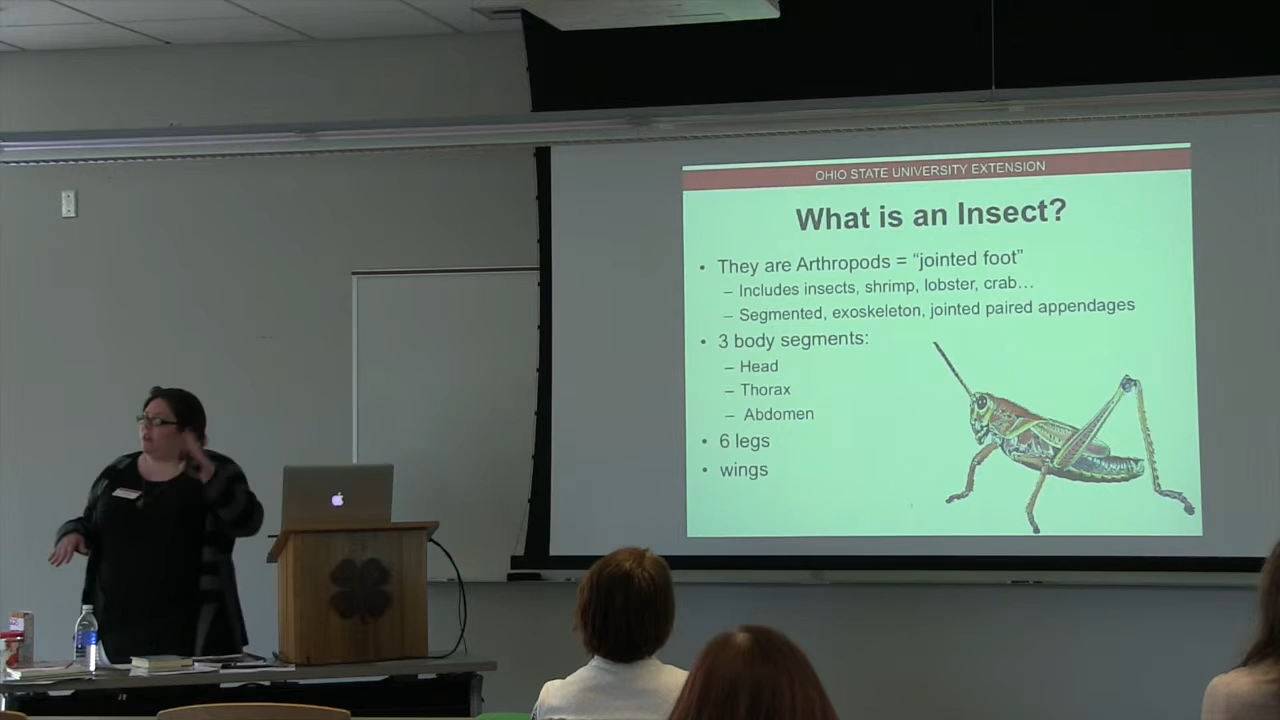 OHIO STATE UNIVERSITY EXTENSION
What is an Insect?
• They are Arthropods = “jointed foot”
– Includes insects, shrimp, lobster, crab…
– Segmented, exoskeleton, jointed paired appendages
• 3 body segments:
– Head
– Thorax
– Abdomen
• 6 legs
• wings